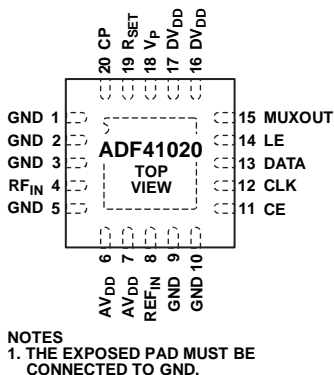 20 CP
19 RSET
18 VP
17 DVDD
16 DVDD
GND 1
GND 2
GND 3
RFIN 4
GND 5
ADF41020
TOP
VIEW
15 MUXOUT
14 LE
13 DATA
12 CLK
11 CE
AVDD 6
AVDD 7
REFIN 8
GND 9
GND 10
NOTES
1. THE EXPOSED PAD MUST BE
CONNECTED TO GND.